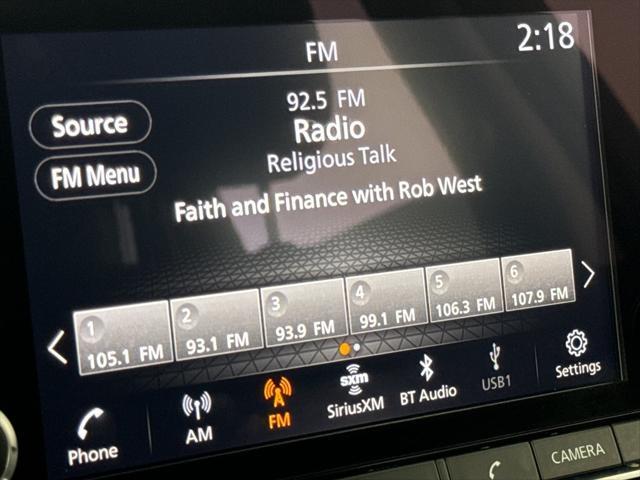 FM
2:18
92.5 FM
Source
Radio
Religious Talk
FM Menu
Faith and Finance with Rob West
1
105.1 FM
2
93.1 FM
3
93.9 FM
4
99.1 FM
5
106.3 FM
6
107.9 FM
Phone
AM
A
FM
sxm
SiriusXM
BT Audio
USB1
Settings
CAMERA